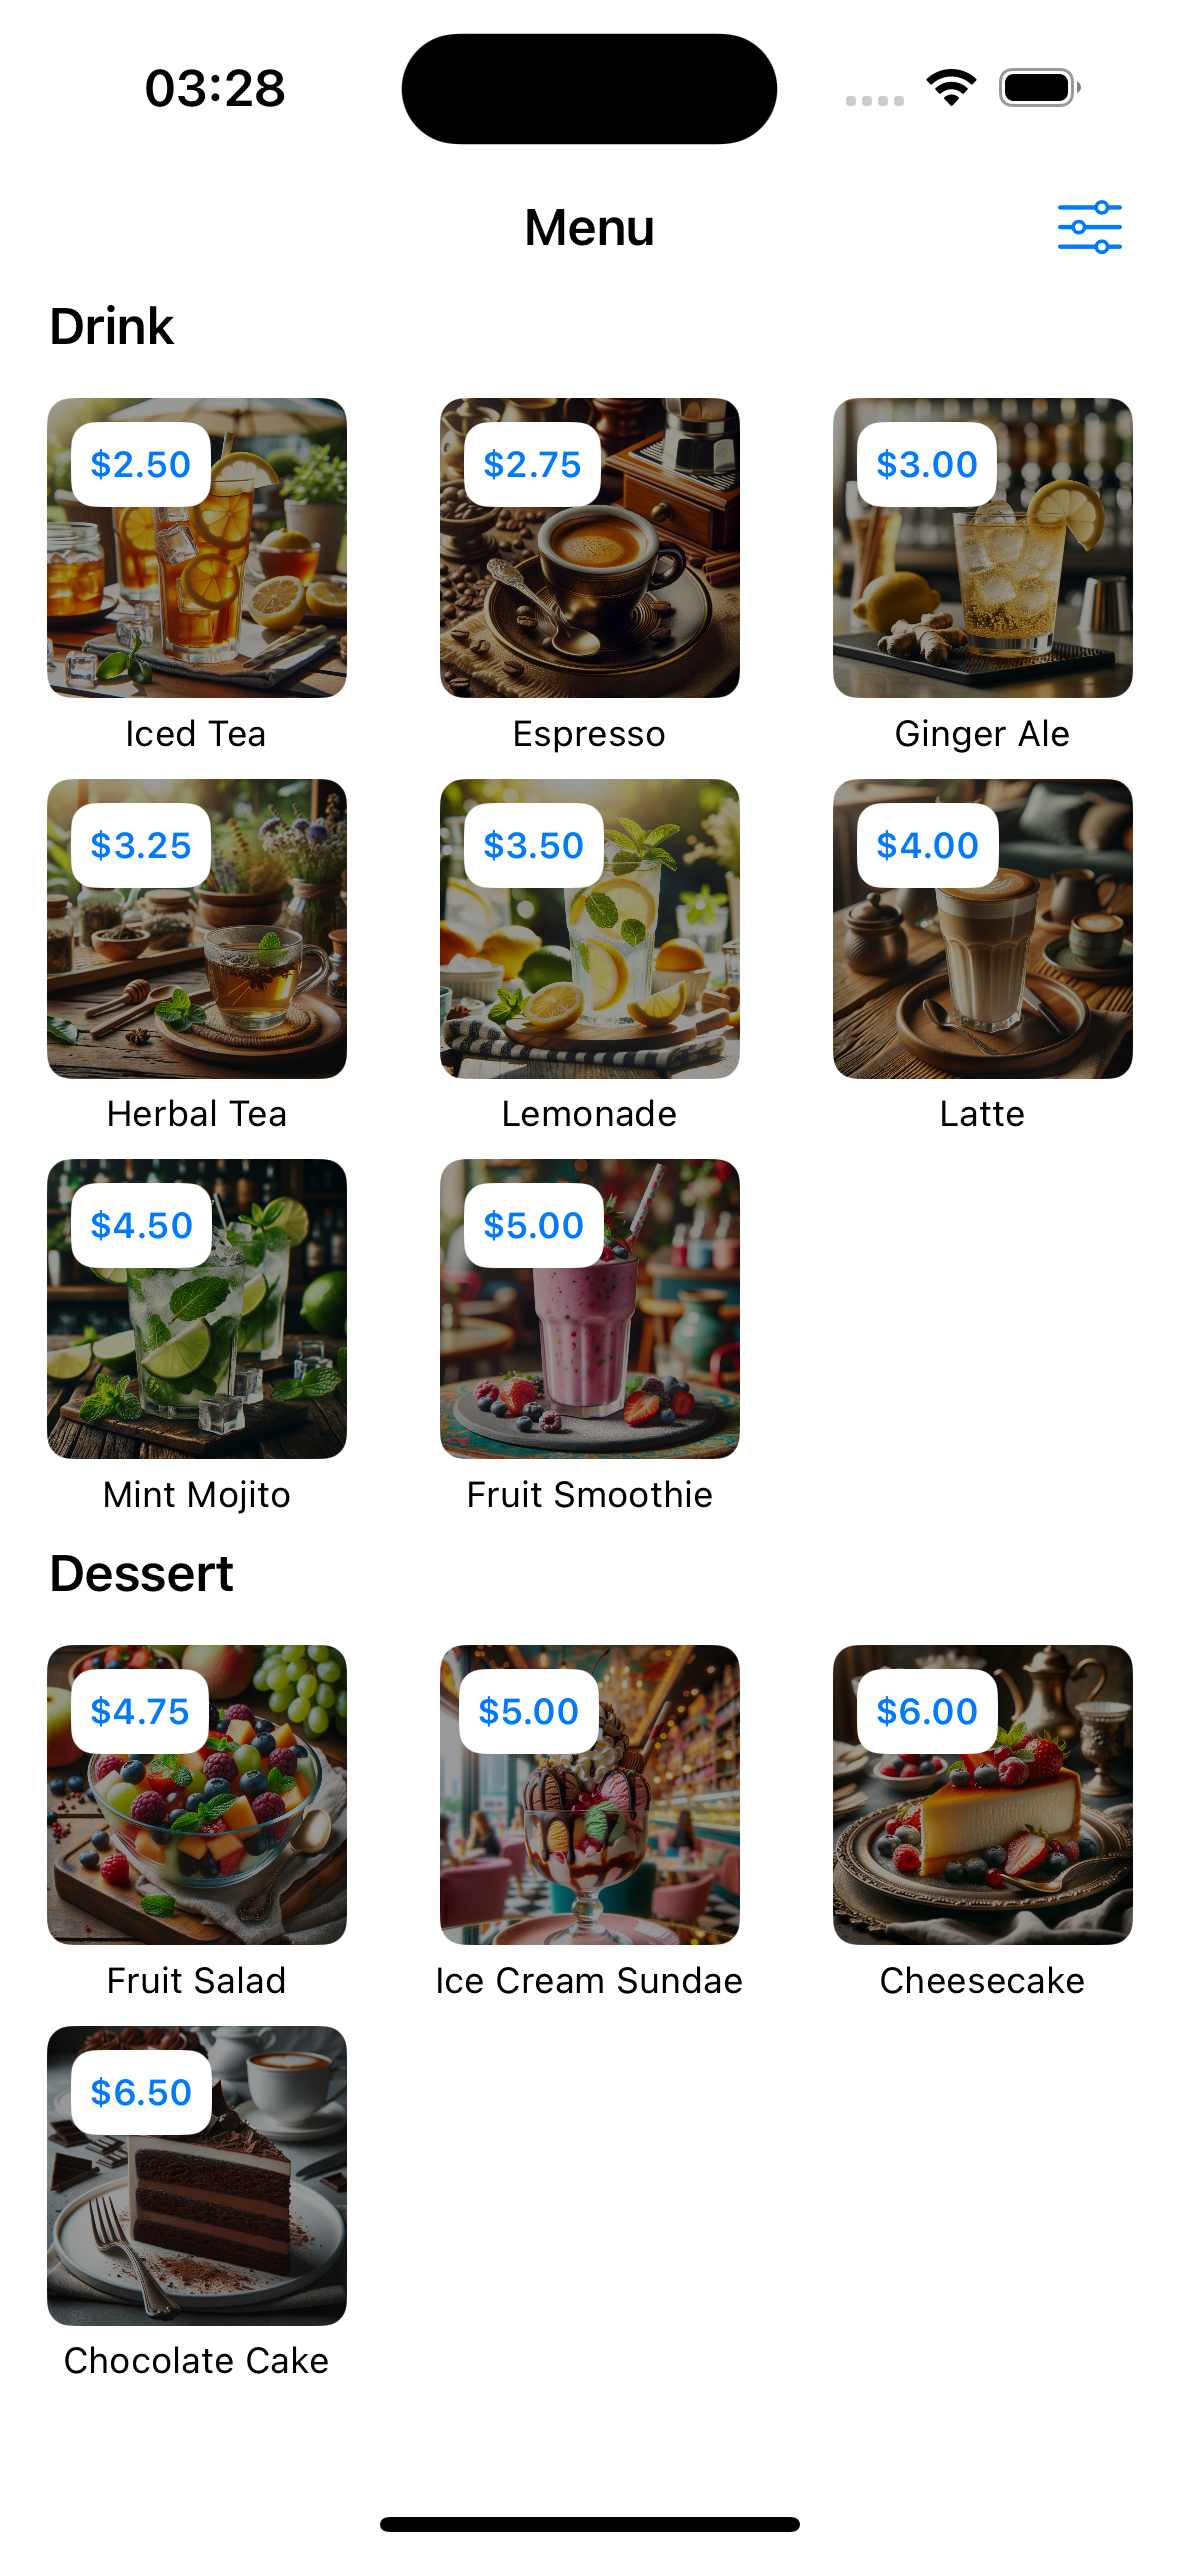 03:28
Menu
Drink
$2.50
$2.75
$3.00
Iced Tea
Espresso
Ginger Ale
$3.25
$3.50
$4.00
Herbal Tea
Lemonade
Latte
$4.50
$5.00
Mint Mojito
Fruit Smoothie
Dessert
$4.75
$5.00
$6.00
Fruit Salad
Ice Cream Sundae
Cheesecake
$6.50
Chocolate Cake